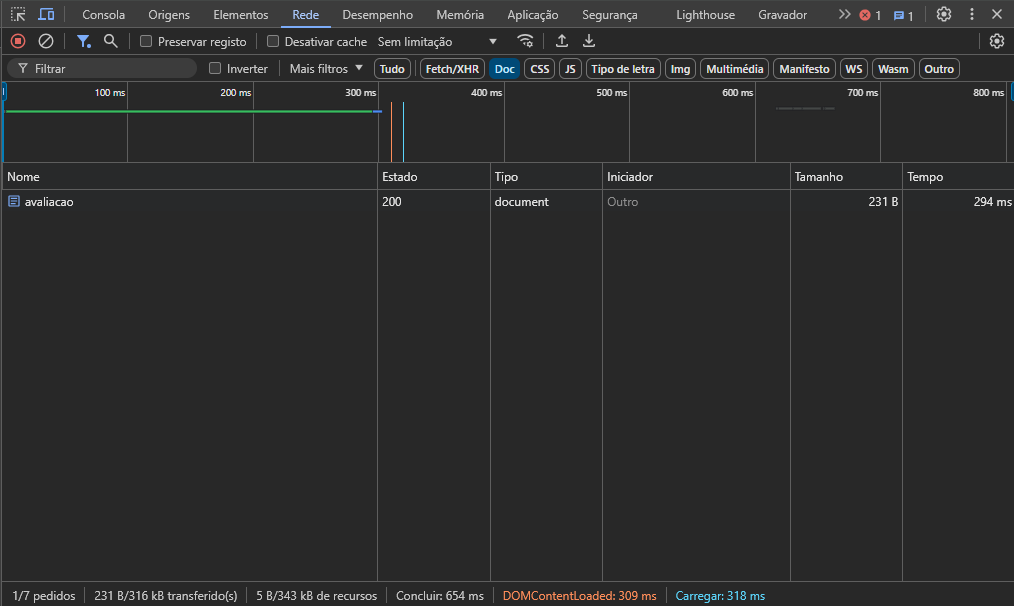 Consola Origens Elementos Rede Desempenho Memória Aplicação Segurança Lighthouse Gravador 1 1
Preservar registo Desativar cache Sem limitação
Filtrar Inverter Mais filtros Tudo Fetch/XHR Doc CSS JS Tipo de letra Img Multimédia Manifesto WS Wasm Outro
100 ms 200 ms 300 ms 400 ms 500 ms 600 ms 700 ms 800 ms
Nome Estado Tipo Iniciador Tamanho Tempo
avaliacao 200 document Outro 231 B 294 ms
1/7 pedidos 231 B/316 kB transferido(s) 5 B/343 kB de recursos Concluir: 654 ms DOMContentLoaded: 309 ms Carregar: 318 ms